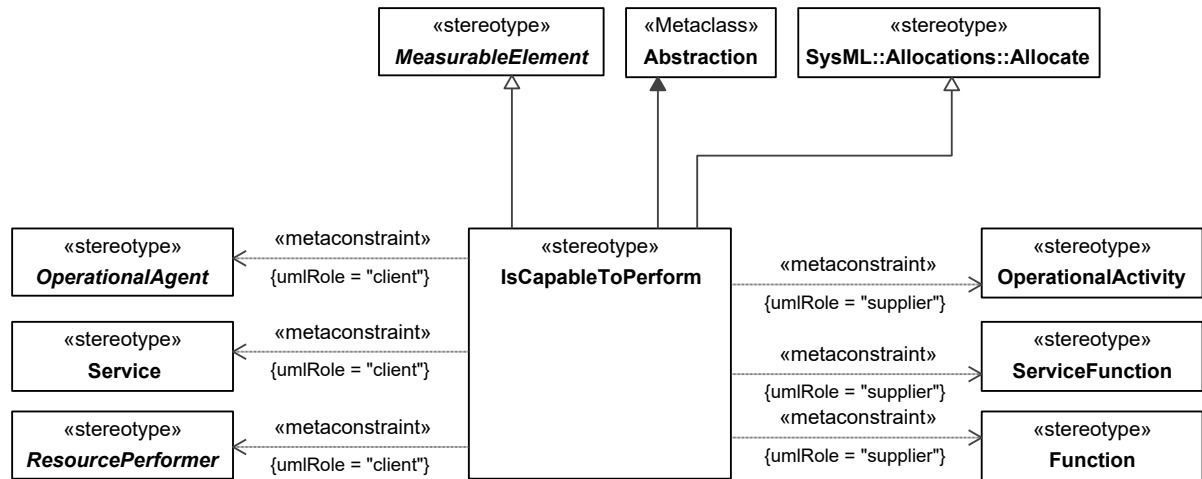 «stereotype»
MeasurableElement
«Metaclass»
Abstraction
«stereotype»
SysML::Allocations::Allocate
«stereotype»
OperationalAgent
«metaconstraint»
{umlRole = "client"}
«stereotype»
IsCapableToPerform
«metaconstraint»
{umlRole = "supplier"}
«stereotype»
OperationalActivity
«stereotype»
Service
«metaconstraint»
{umlRole = "client"}
«metaconstraint»
{umlRole = "supplier"}
«stereotype»
ServiceFunction
«stereotype»
ResourcePerformer
«metaconstraint»
{umlRole = "client"}
«metaconstraint»
{umlRole = "supplier"}
«stereotype»
Function